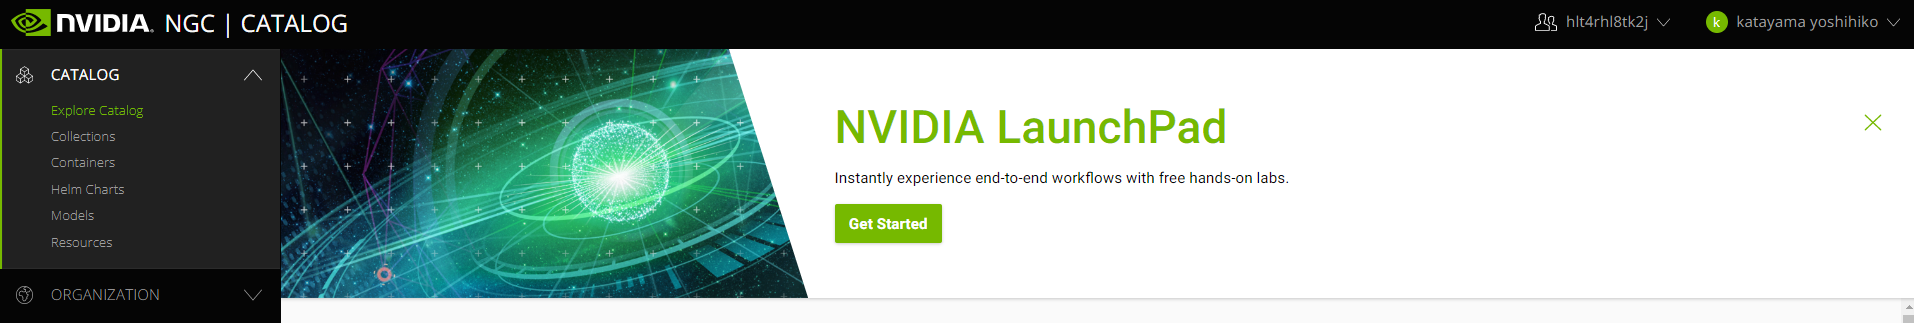 NVIDIA. NGC | CATALOG
hlt4rhl8tk2j
k katayama yoshihiko
CATALOG
Explore Catalog
Collections
Containers
Helm Charts
Models
Resources
ORGANIZATION
NVIDIA LaunchPad
Instantly experience end-to-end workflows with free hands-on labs.
Get Started